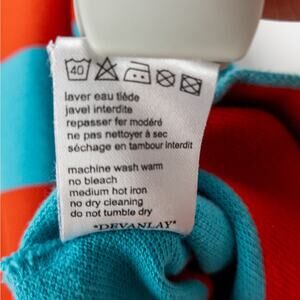 40
laver eau tiède
javel interdite
repasser fer modéré
ne pas nettoyer à sec
séchage en tambour interdit
machine wash warm
no bleach
medium hot iron
no dry cleaning
do not tumble dry
*DEVANLAY*